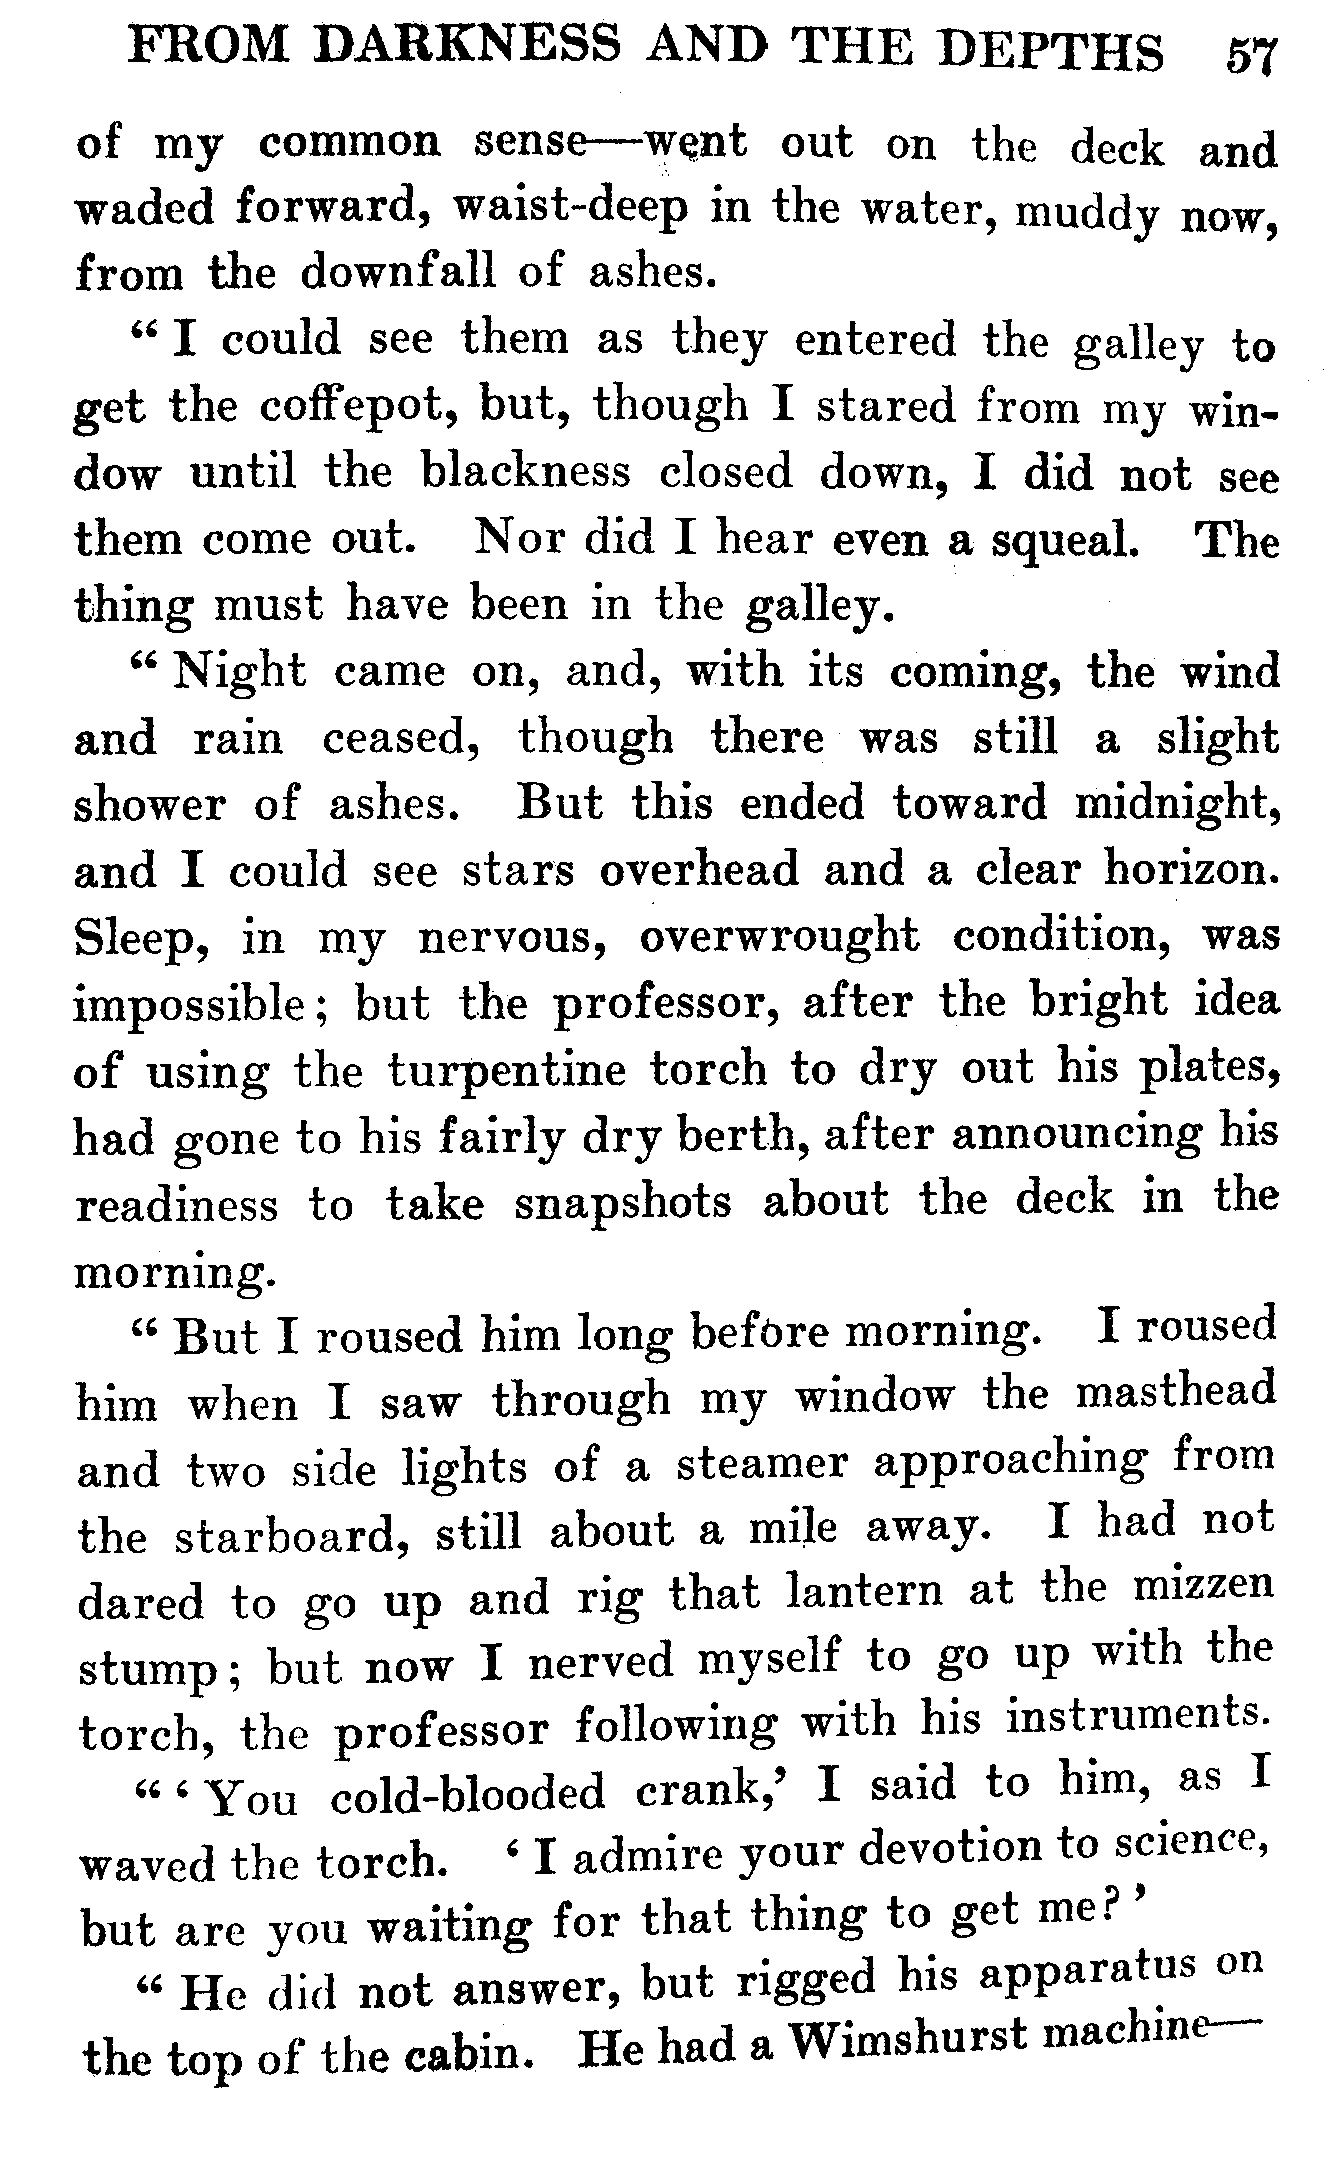 FROM DARKNESS AND THE DEPTHS 57
of my common sense—went out on the deck and
waded forward, waist-deep in the water, muddy now,
from the downfall of ashes.
“ I could see them as they entered the galley to
get the coffepot, but, though I stared from my win-
dow until the blackness closed down, I did not see
them come out. Nor did I hear even a squeal. The
thing must have been in the galley.
“ Night came on, and, with its coming, the wind
and rain ceased, though there was still a slight
shower of ashes. But this ended toward midnight,
and I could see stars overhead and a clear horizon.
Sleep, in my nervous, overwrought condition, was
impossible; but the professor, after the bright idea
of using the turpentine torch to dry out his plates,
had gone to his fairly dry berth, after announcing his
readiness to take snapshots about the deck in the
morning.
“ But I roused him long before morning. I roused
him when I saw through my window the masthead
and two side lights of a steamer approaching from
the starboard, still about a mile away. I had not
dared to go up and rig that lantern at the mizzen
stump; but now I nerved myself to go up with the
torch, the professor following with his instruments.
“ ‘ You cold-blooded crank,’ I said to him, as I
waved the torch. ‘ I admire your devotion to science,
but are you waiting for that thing to get me? ’
“ He did not answer, but rigged his apparatus on
the top of the cabin. He had a Wimshurst machine—